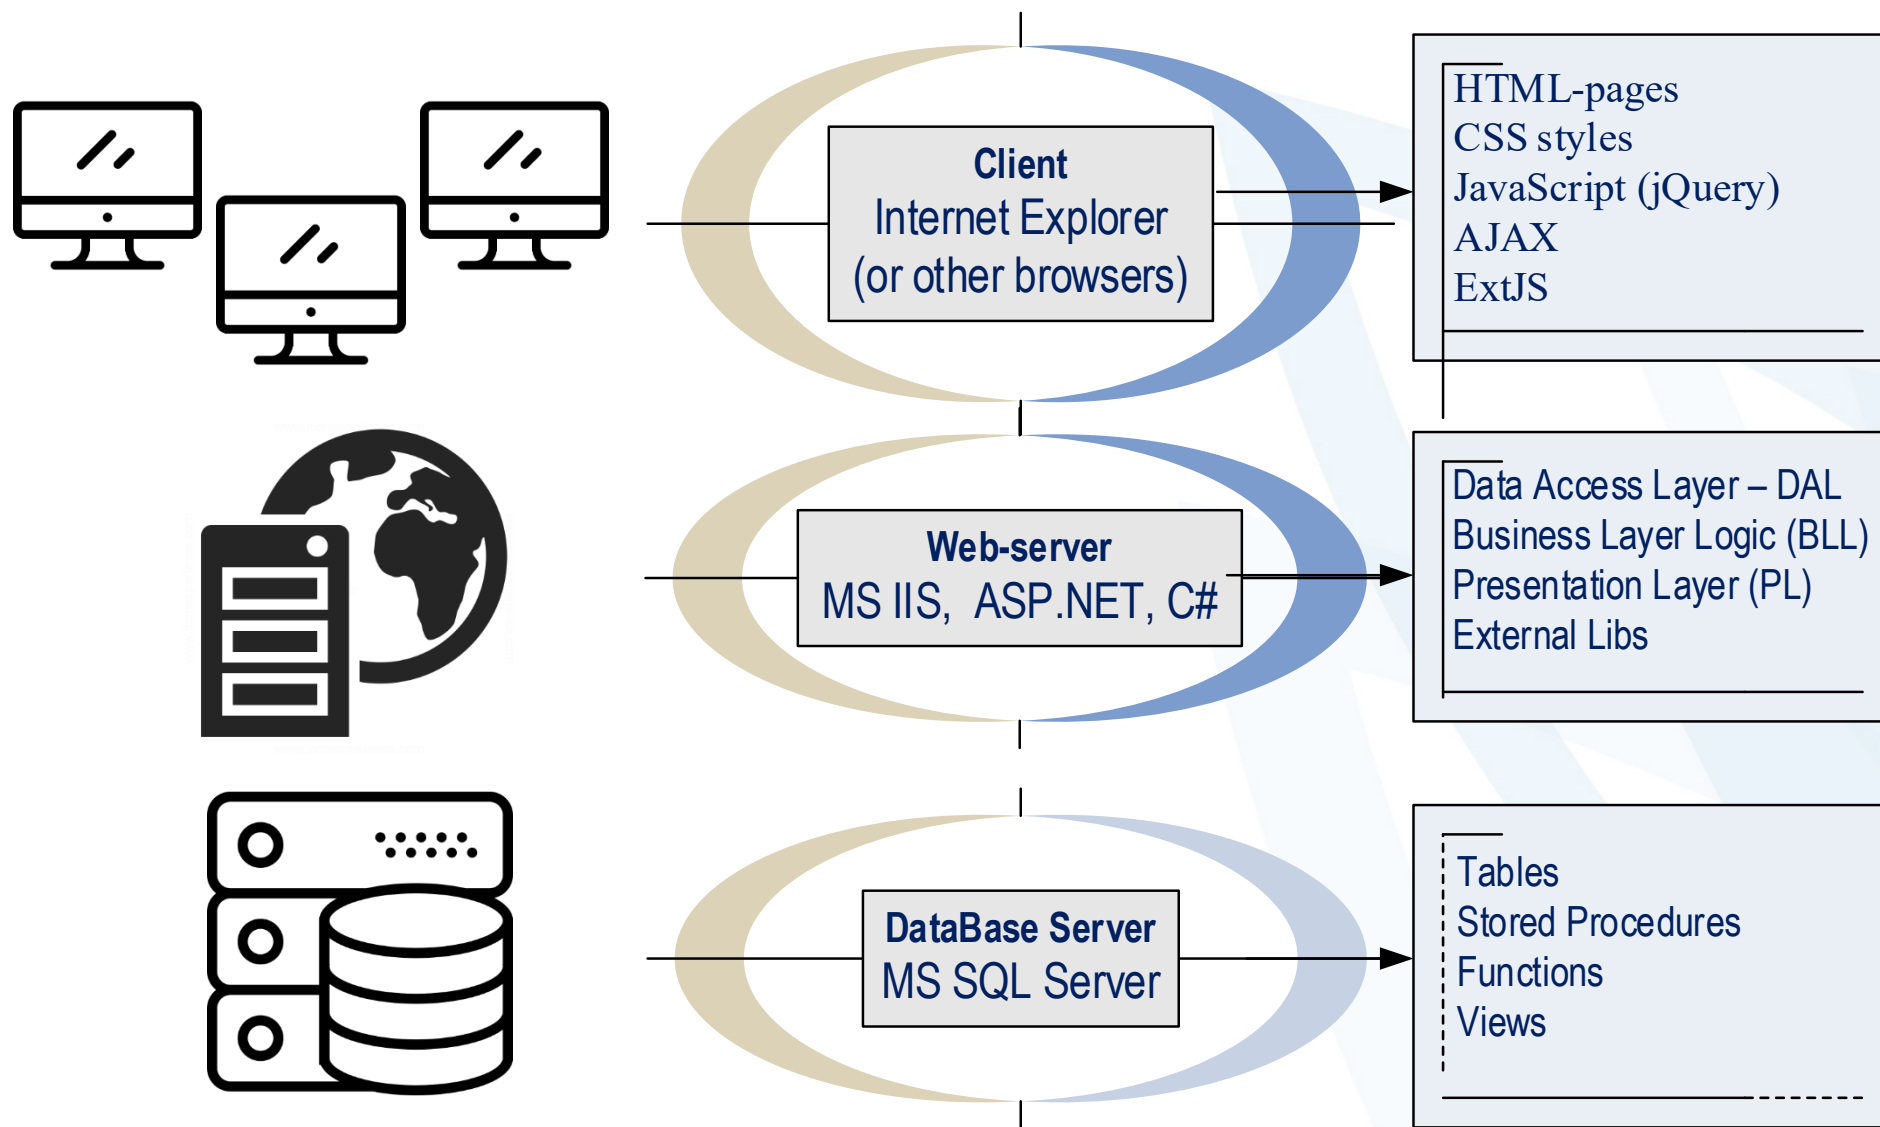 Client
Internet Explorer
(or other browsers)
HTML-pages
CSS styles
JavaScript (jQuery)
AJAX
ExtJS
Web-server
MS IIS, ASP.NET, C#
Data Access Layer – DAL
Business Layer Logic (BLL)
Presentation Layer (PL)
External Libs
DataBase Server
MS SQL Server
Tables
Stored Procedures
Functions
Views